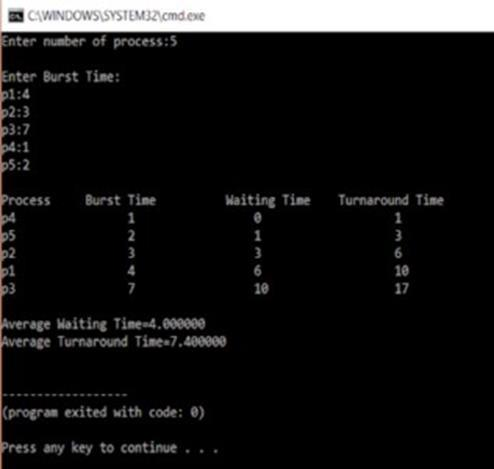 C:\WINDOWS\SYSTEM32\cmd.exe
Enter number of process:5
Enter Burst Time:
p1:4
p2:3
p3:7
p4:1
p5:2
Process Burst Time Waiting Time Turnaround Time
p4 1 0 1
p5 2 1 3
p2 3 3 6
p1 4 6 10
p3 7 10 17
Average Waiting Time=4.000000
Average Turnaround Time=7.400000
------------------
(program exited with code: 0)
Press any key to continue . . .